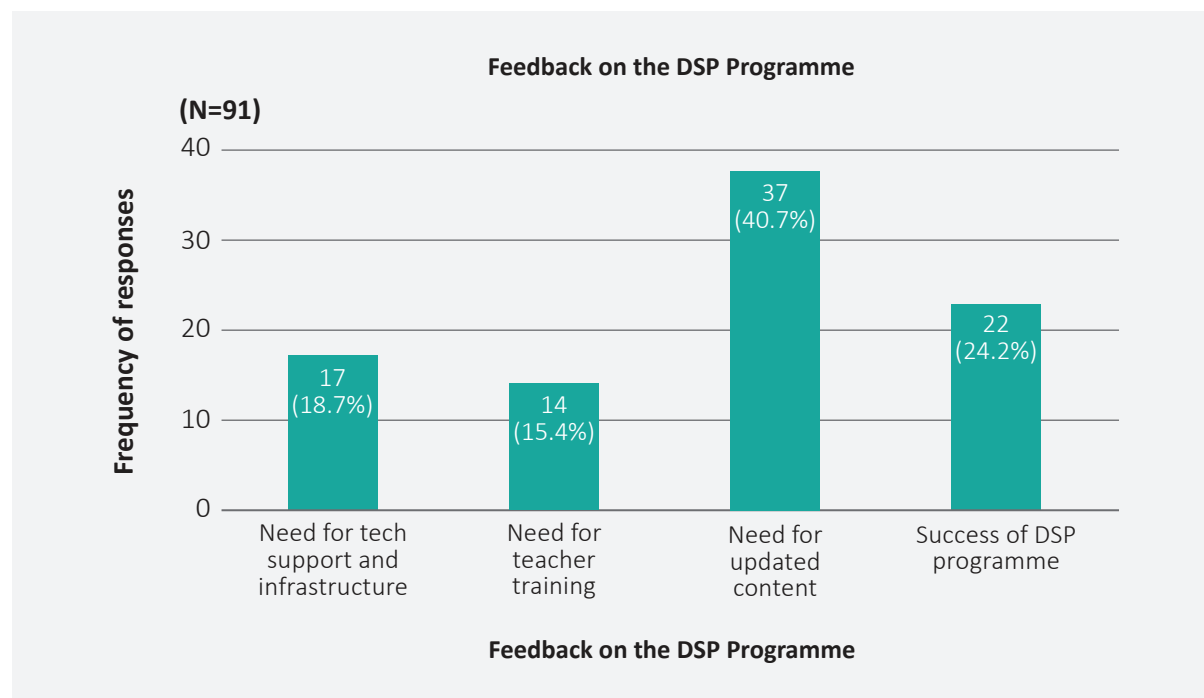 Feedback on the DSP Programme
(N=91)
Frequency of responses
40
30
20
10
0
17
(18.7%)
14
(15.4%)
37
(40.7%)
22
(24.2%)
Need for tech
support and
infrastructure
Need for
teacher
training
Need for
updated
content
Success of DSP
programme
Feedback on the DSP Programme